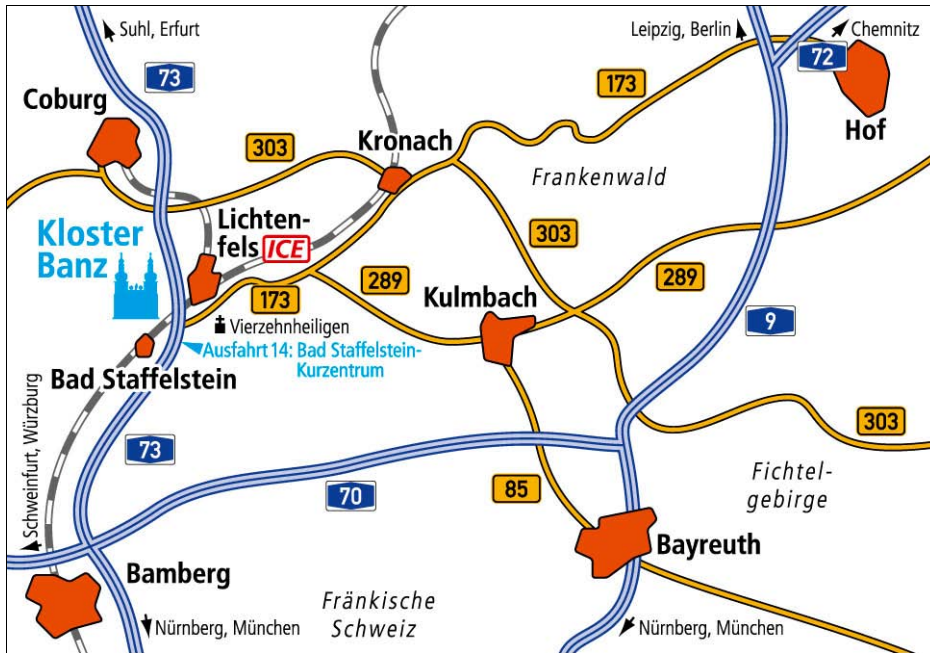 Suhl, Erfurt
Leipzig, Berlin
Chemnitz
73
72
173
Coburg
Hof
303
Kronach
Frankenwald
Kloster
Banz
Lichten-
fels
ICE
303
289
289
173
Kulmbach
9
Vierzehnheiligen
Ausfahrt 14: Bad Staffelstein-
Kurzentrum
Bad Staffelstein
Schweinfurt, Würzburg
73
303
70
85
Fichtel-
gebirge
Bayreuth
Bamberg
Fränkische
Schweiz
Nürnberg, München
Nürnberg, München